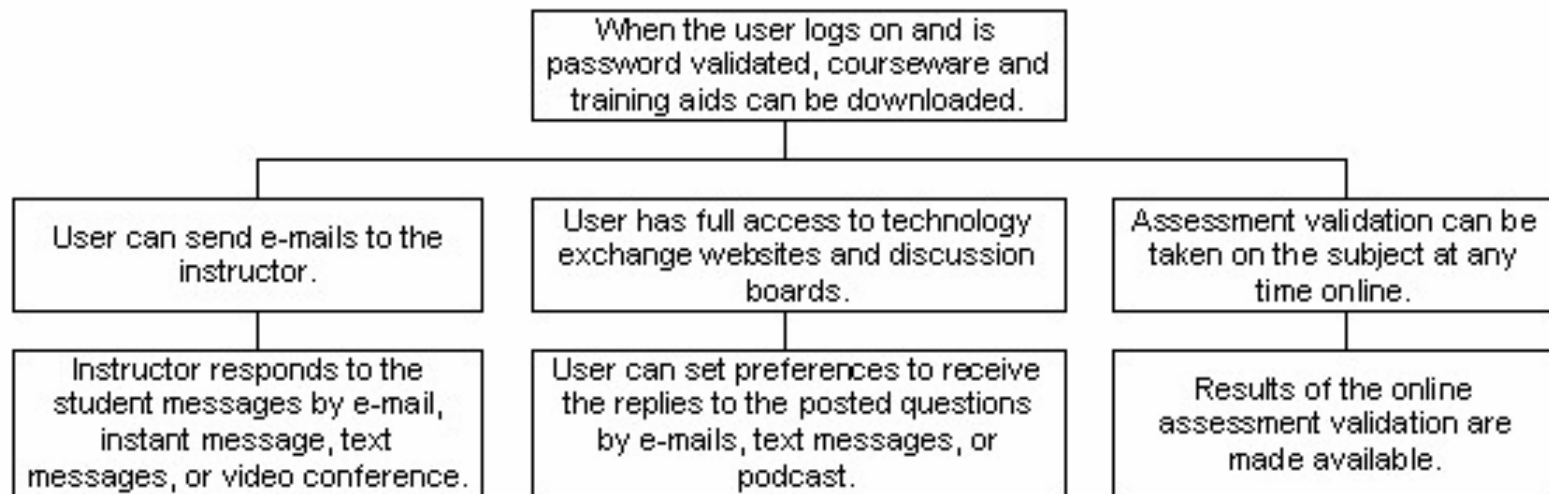 When the user logs on and is
password validated, courseware and
training aids can be downloaded.
User can send e-mails to the
instructor.
User has full access to technology
exchange websites and discussion
boards.
Assessment validation can be
taken on the subject at any
time online.
Instructor responds to the
student messages by e-mail,
instant message, text
messages, or video conference.
User can set preferences to receive
the replies to the posted questions
by e-mails, text messages, or
podcast.
Results of the online
assessment validation are
made available.